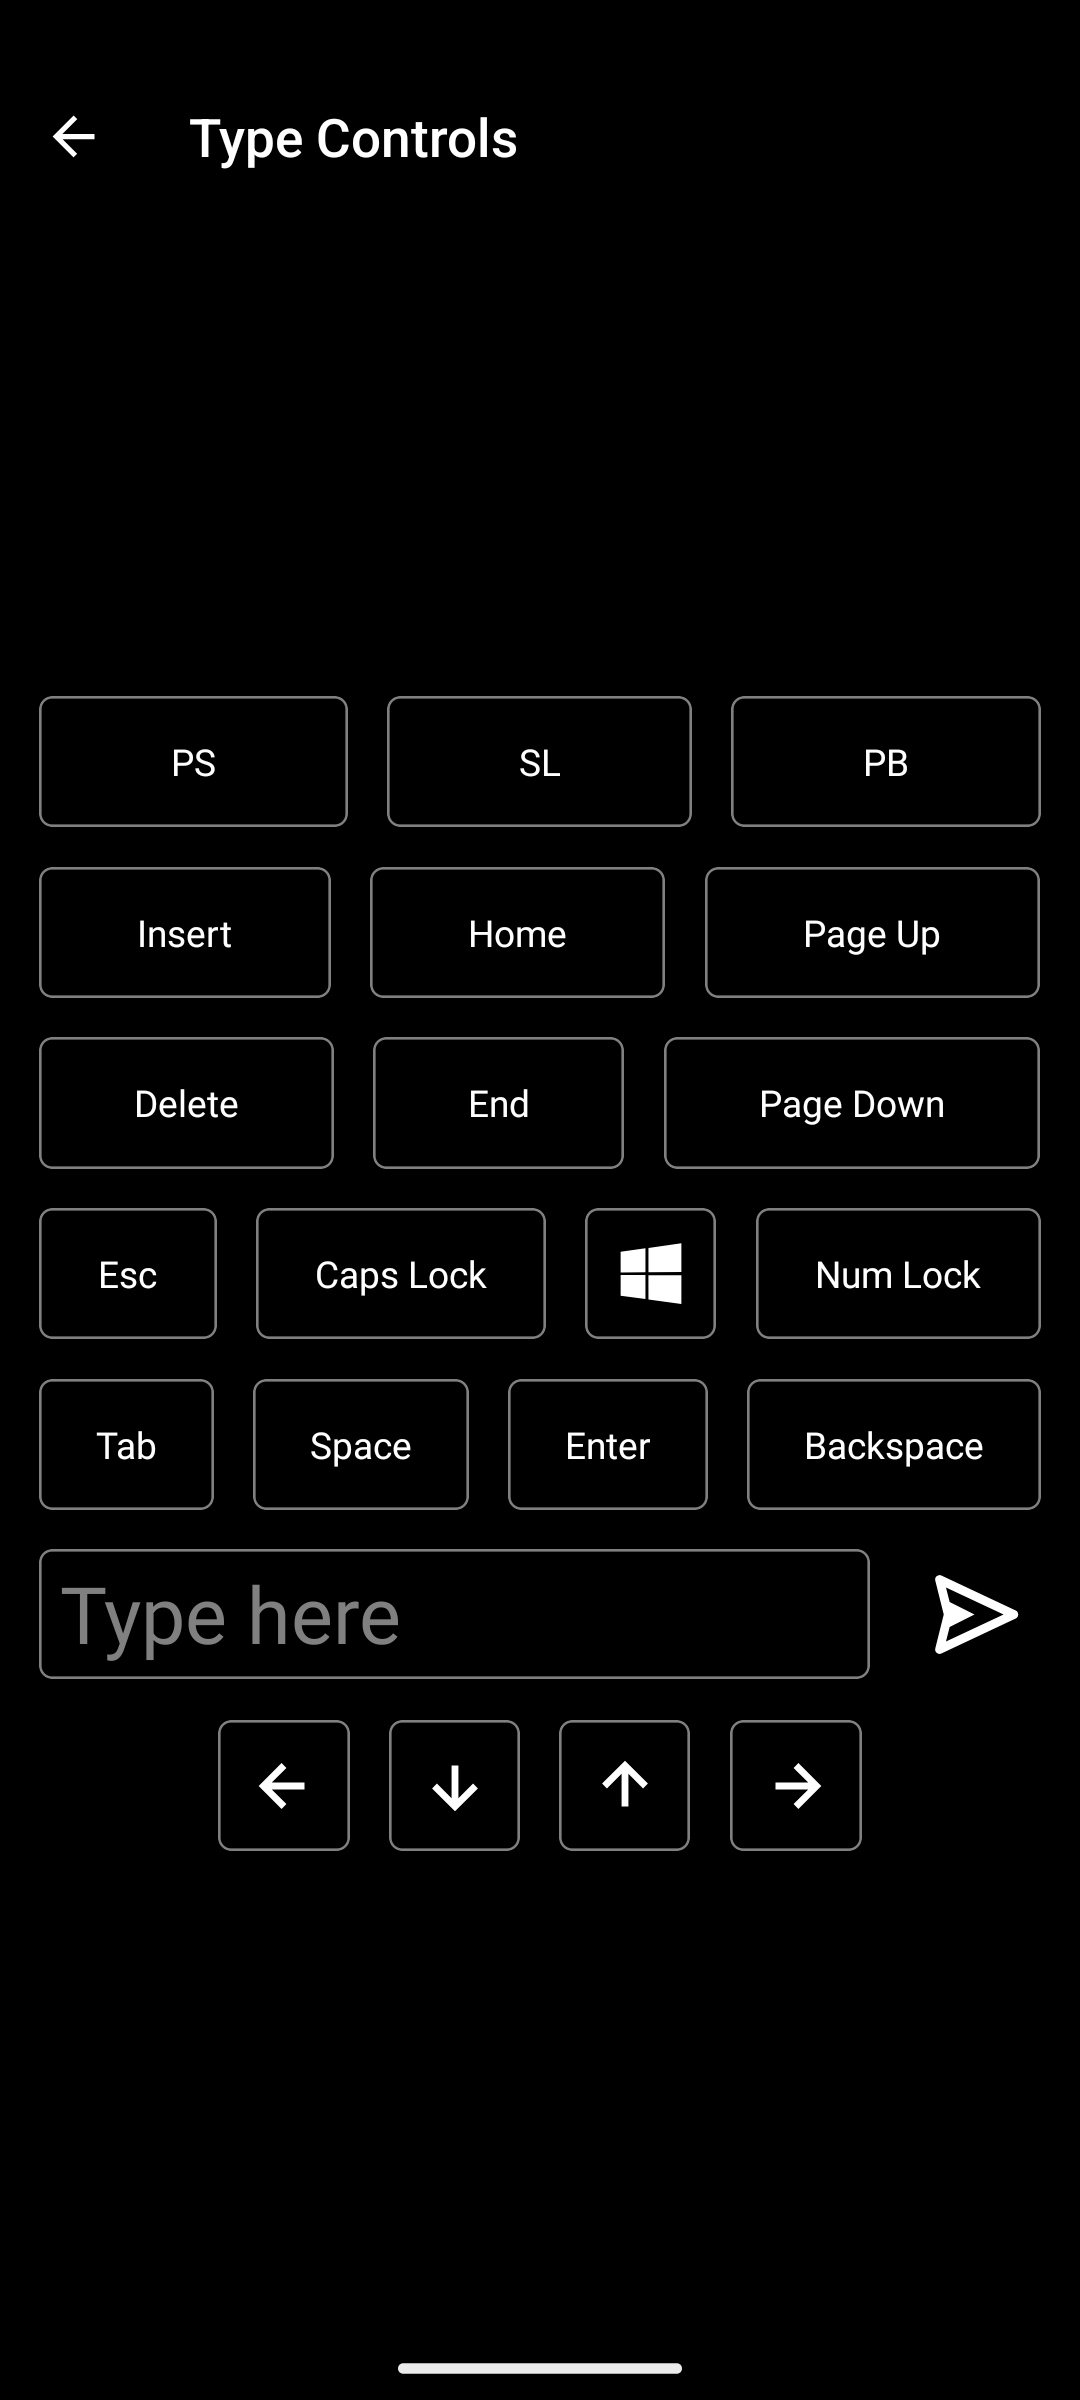 Type Controls
PS SL PB
Insert Home Page Up
Delete End Page Down
Esc Caps Lock Num Lock
Tab Space Enter Backspace
Type here